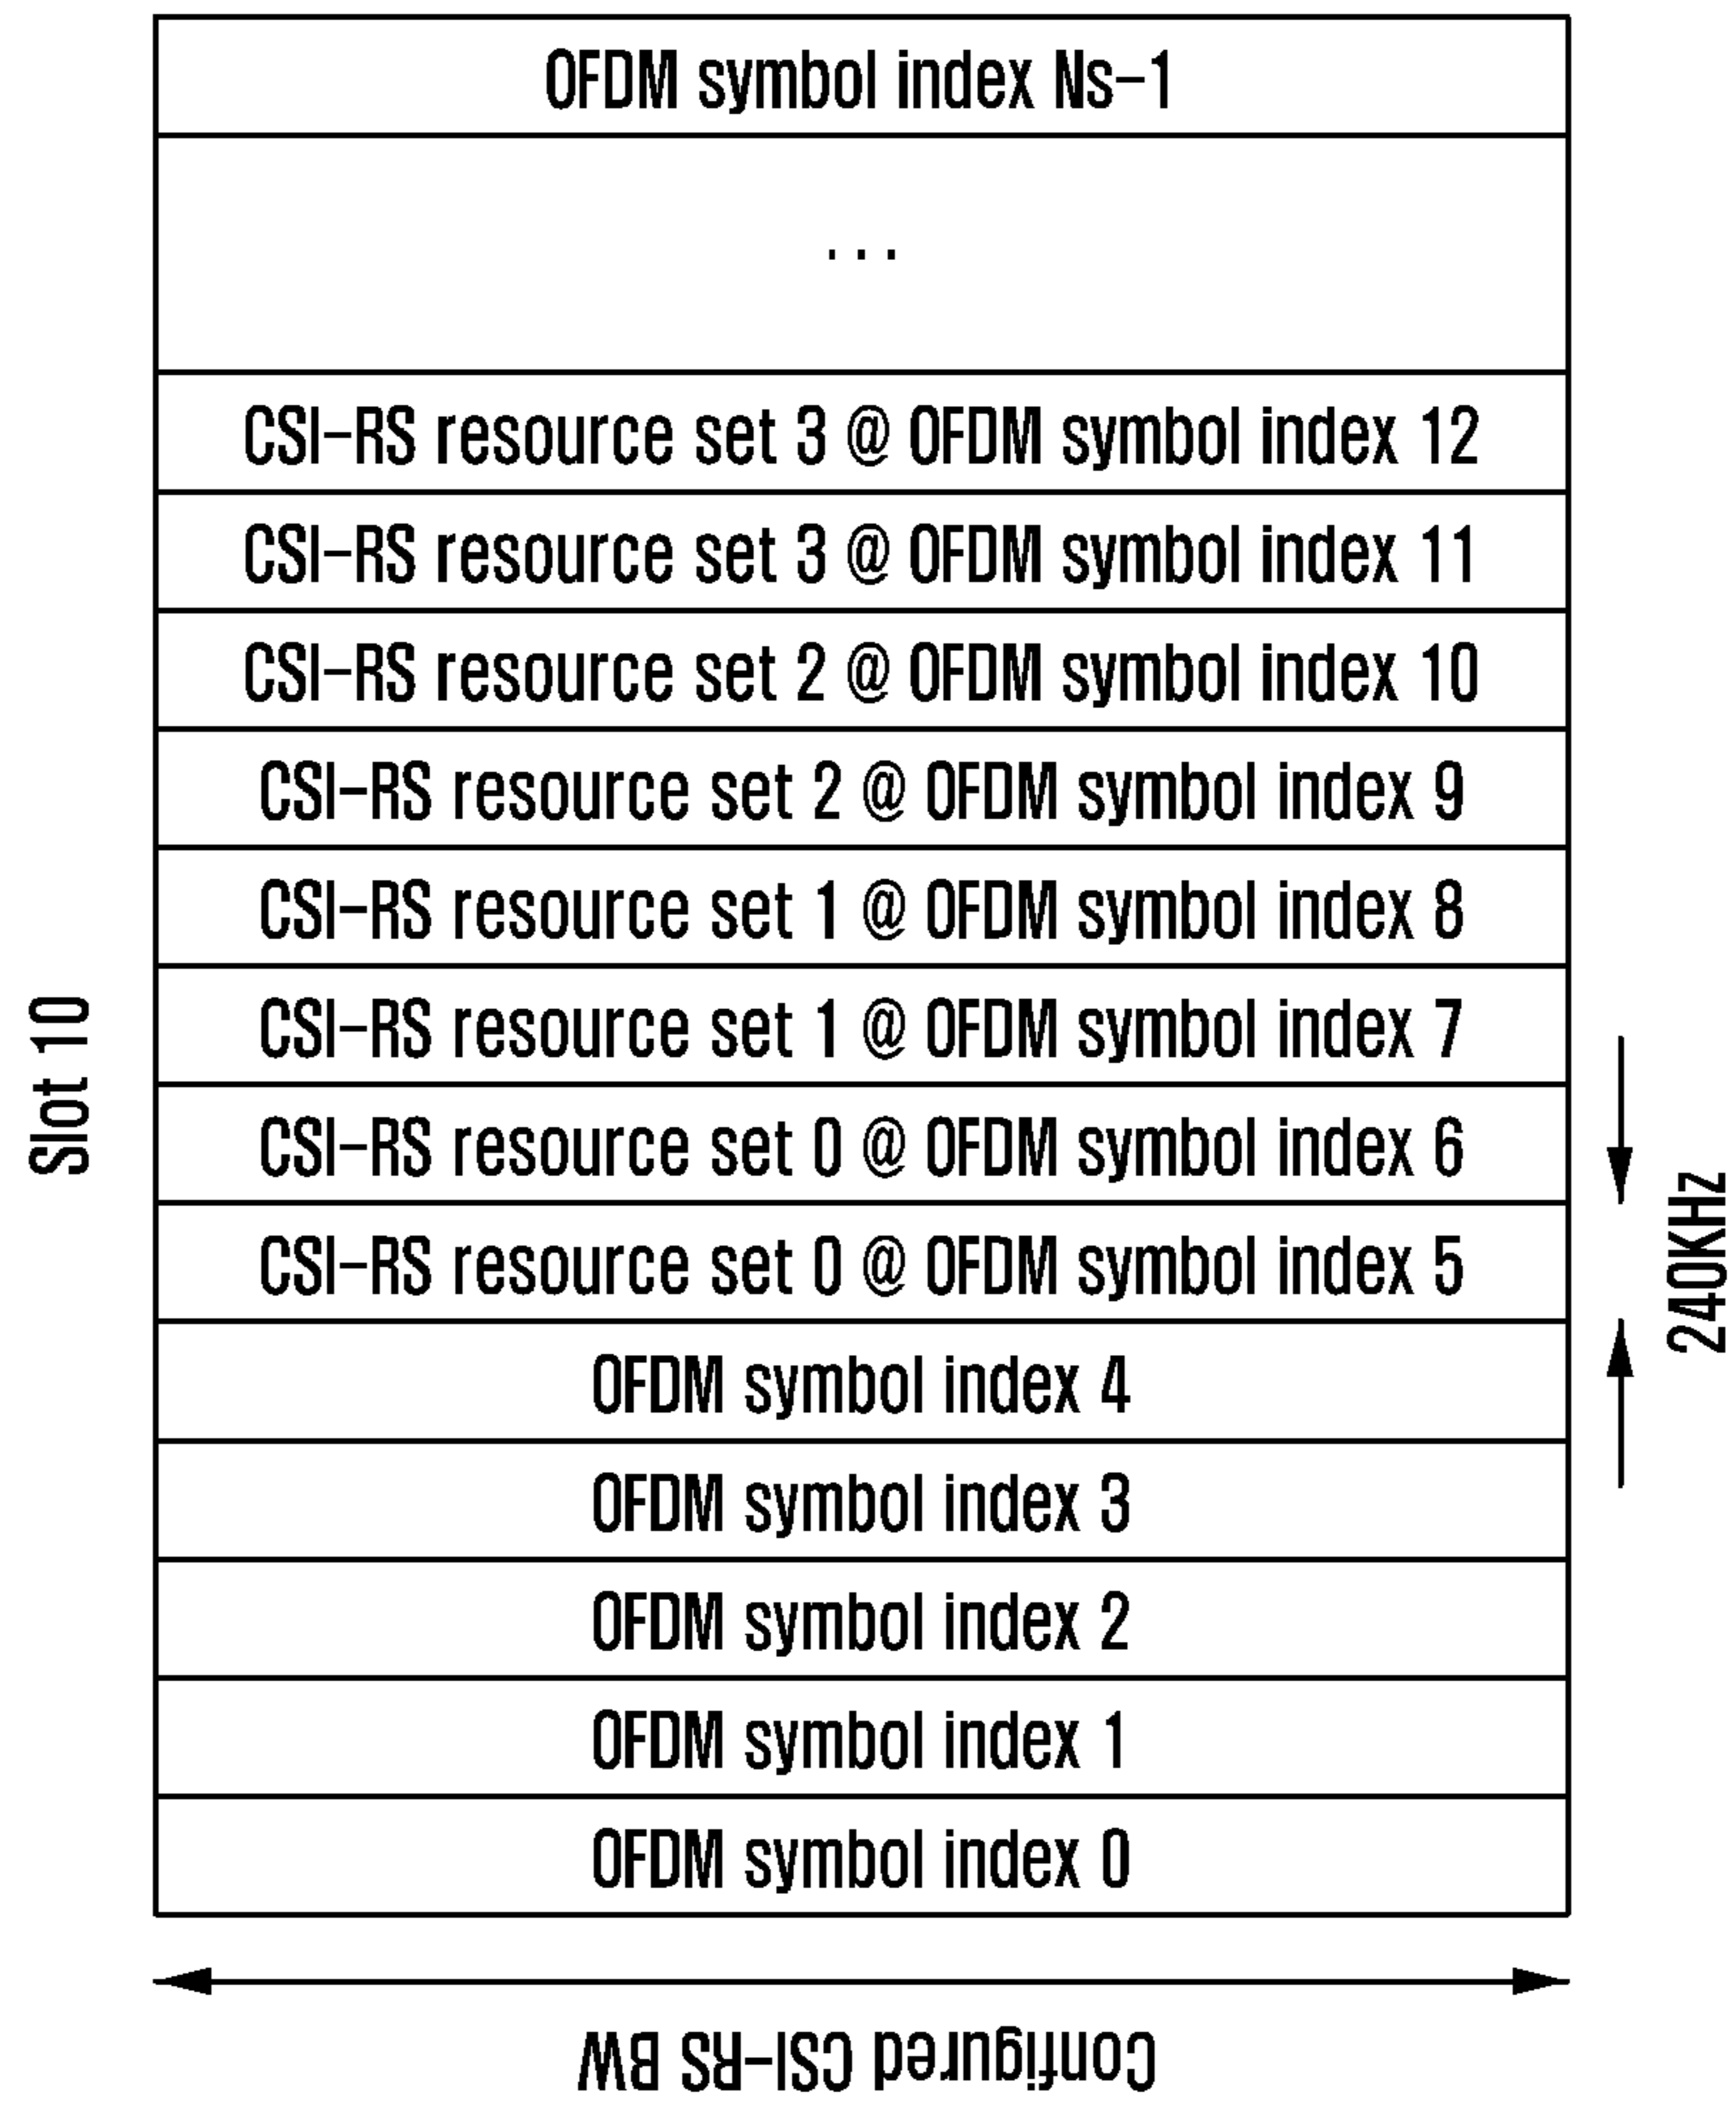 OFDM symbol index Ns-1
...
CSI-RS resource set 3 @ OFDM symbol index 12
CSI-RS resource set 3 @ OFDM symbol index 11
CSI-RS resource set 2 @ OFDM symbol index 10
CSI-RS resource set 2 @ OFDM symbol index 9
CSI-RS resource set 1 @ OFDM symbol index 8
CSI-RS resource set 1 @ OFDM symbol index 7
CSI-RS resource set 0 @ OFDM symbol index 6
CSI-RS resource set 0 @ OFDM symbol index 5
OFDM symbol index 4
OFDM symbol index 3
OFDM symbol index 2
OFDM symbol index 1
OFDM symbol index 0
Slot 10
240KHz
Configured CSI-RS BW